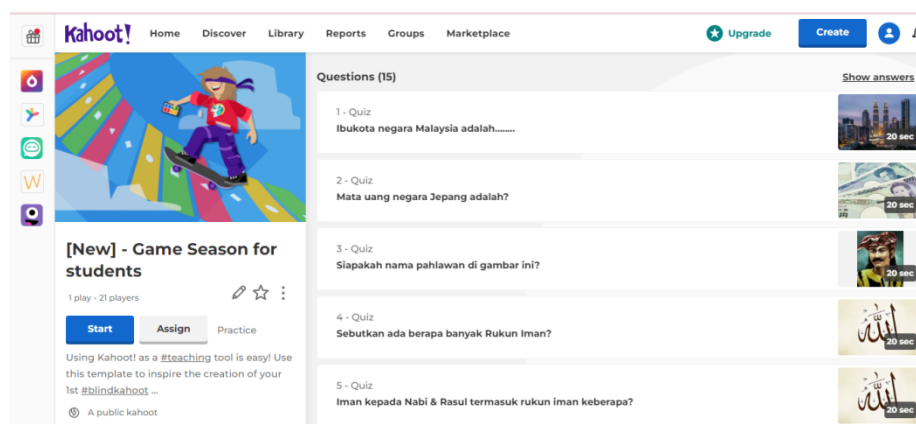 Kahoot!
Home
Discover
Library
Reports
Groups
Marketplace
Upgrade
Create
Questions (15)
Show answers
1 - Quiz
Ibukota negara Malaysia adalah........
20 sec
2 - Quiz
Mata uang negara Jepang adalah?
20 sec
3 - Quiz
Siapakah nama pahlawan di gambar ini?
20 sec
4 - Quiz
Sebutkan ada berapa banyak Rukun Iman?
الله
20 sec
5 - Quiz
Iman kepada Nabi & Rasul termasuk rukun iman keberapa?
الله
20 sec
[New] - Game Season for
students
1 play · 21 players
Start
Assign
Practice
Using Kahoot! as a #teaching tool is easy! Use
this template to inspire the creation of your
1st #blindkahoot ...
A public kahoot